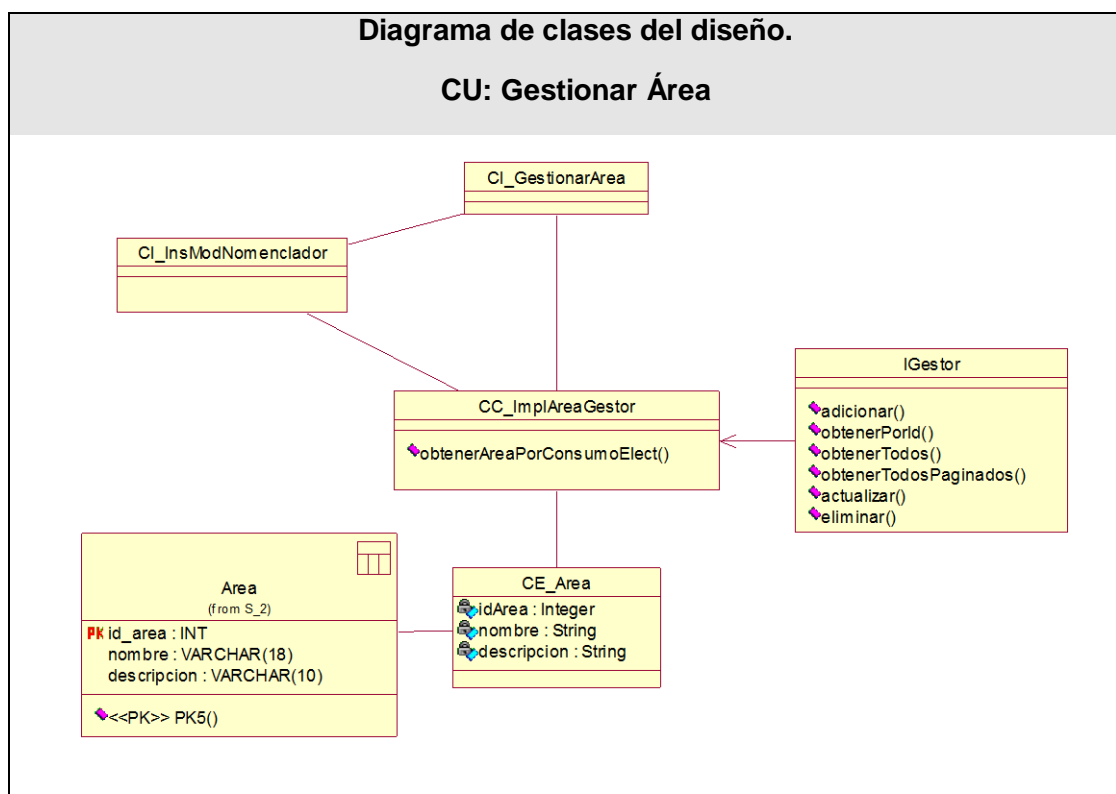 Diagrama de clases del diseño.
CU: Gestionar Área
CI_GestionarArea
CI_InsModNomenclador
IGestor
adicionar()
obtenerPorId()
obtenerTodos()
obtenerTodosPaginados()
actualizar()
eliminar()
CC_ImplAreaGestor
obtenerAreaPorConsumoElect()
Area
(from S_2)
PK id_area : INT
nombre : VARCHAR(18)
descripcion : VARCHAR(10)
<<PK>> PK5()
CE_Area
idArea : Integer
nombre : String
descripcion : String